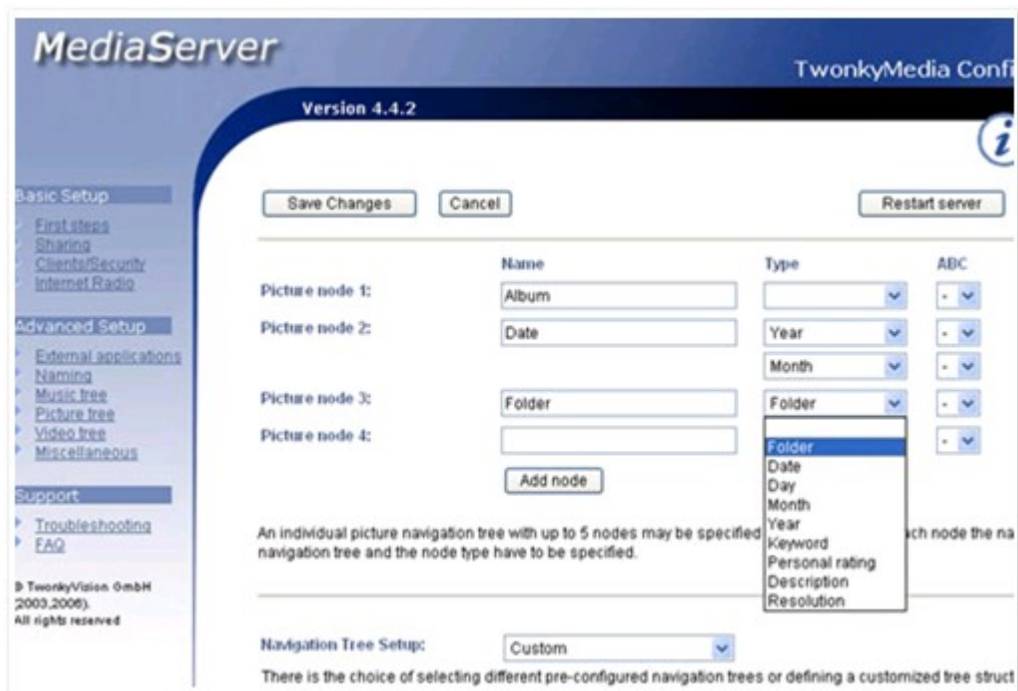 MediaServer
TwonkyMedia Confi
Version 4.4.2
i
Basic Setup
First steps
Sharing
Clients/Security
Internet Radio
Advanced Setup
External applications
Naming
Music tree
Picture tree
Video tree
Miscellaneous
Support
Troubleshooting
FAQ
© TwonkyVision GmbH
(2003,2006).
All rights reserved
Save Changes Cancel Restart server
Name Type ABC
Picture node 1: Album -
Picture node 2: Date Year -
Month -
Picture node 3: Folder Folder -
Picture node 4: -
Folder
Date
Day
Month
Year
Keyword
Personal rating
Description
Resolution
Add node
An individual picture navigation tree with up to 5 nodes may be specified ch node the na
navigation tree and the node type have to be specified.
Navigation Tree Setup: Custom
There is the choice of selecting different pre-configured navigation trees or defining a customized tree struct